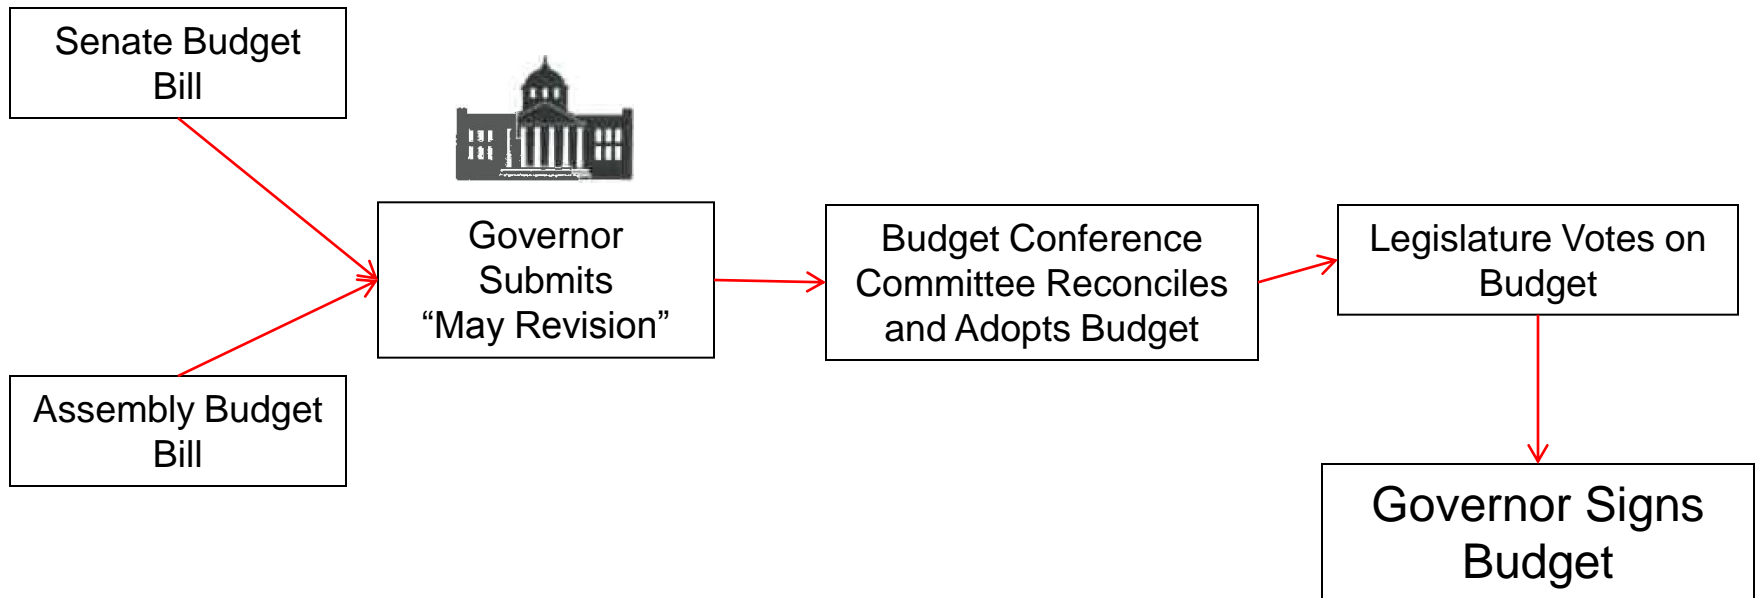 Senate Budget
Bill
Governor
Submits
“May Revision”
Budget Conference
Committee Reconciles
and Adopts Budget
Legislature Votes on
Budget
Assembly Budget
Bill
Governor Signs
Budget